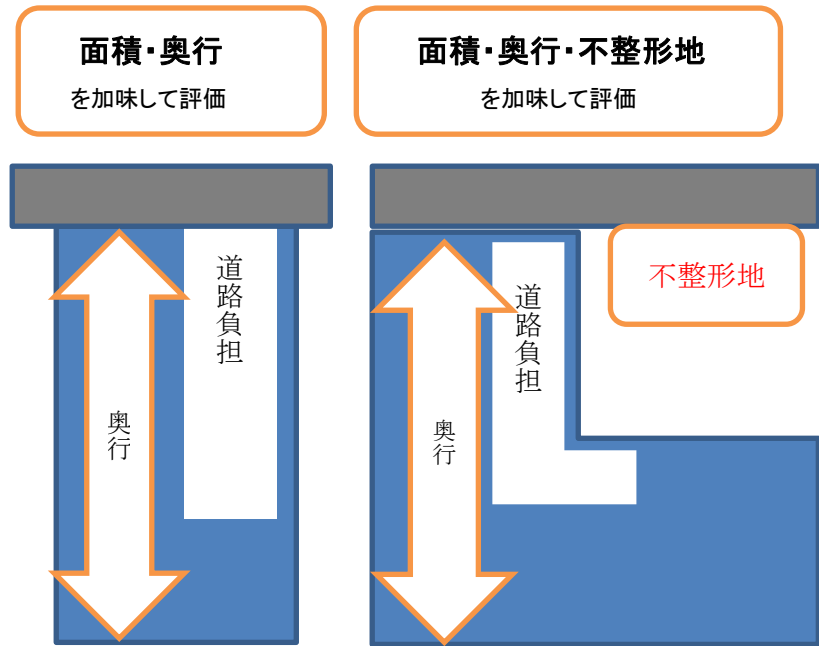 面積・奥行
を加味して評価
面積・奥行・不整形地
を加味して評価
道路負担
奥行
不整形地
道路負担
奥行